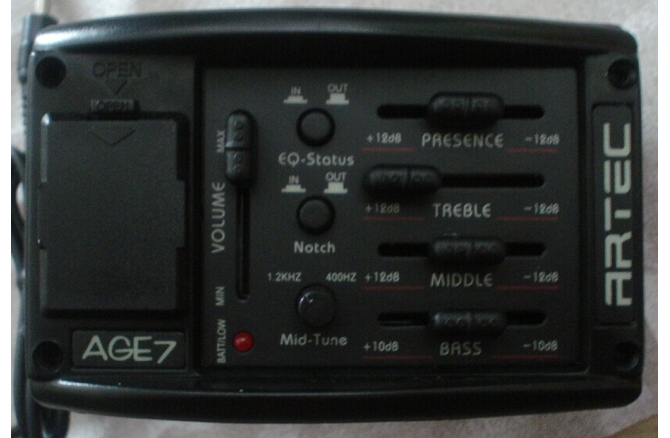 OPEN
OPEN
MAX
VOLUME
MIN
BATT/LOW
IN OUT
EQ-Status
IN OUT
Notch
1.2KHZ 400HZ
Mid-Tune
+12dB PRESENCE -12dB
+12dB TREBLE -12dB
+12dB MIDDLE -12dB
+10dB BASS -10dB
AGE7
ARTEC